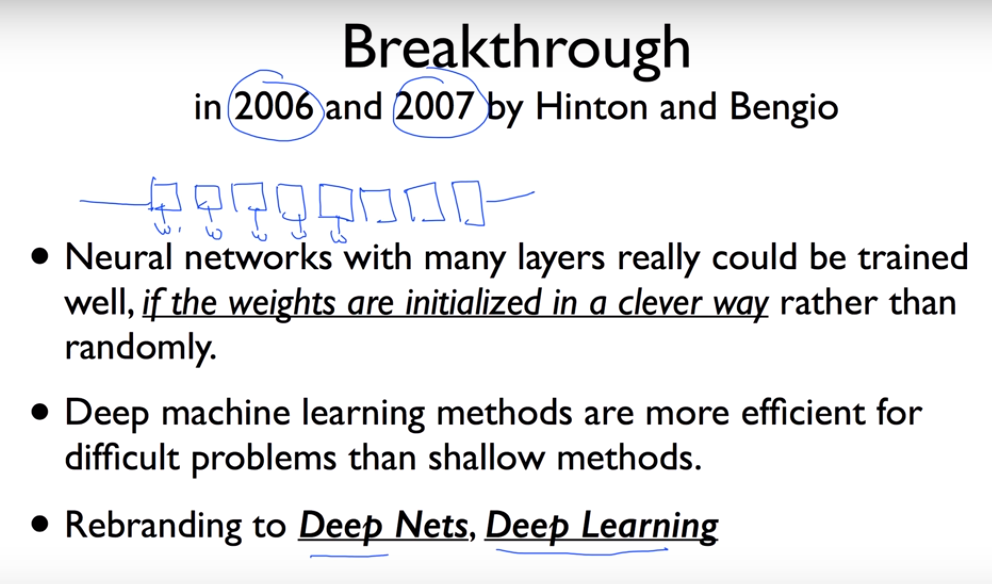 Breakthrough
in 2006 and 2007 by Hinton and Bengio
w₁ w w w w
• Neural networks with many layers really could be trained
well, if the weights are initialized in a clever way rather than
randomly.
• Deep machine learning methods are more efficient for
difficult problems than shallow methods.
• Rebranding to Deep Nets, Deep Learning